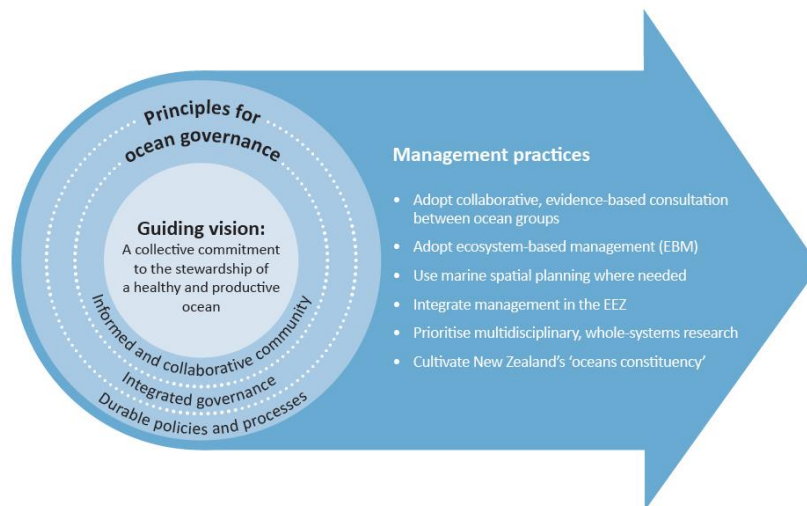 Principles for
ocean governance
Guiding vision:
A collective commitment
to the stewardship of
a healthy and productive
ocean
Informed and collaborative community
Integrated governance
Durable policies and processes
Management practices
• Adopt collaborative, evidence-based consultation
between ocean groups
• Adopt ecosystem-based management (EBM)
• Use marine spatial planning where needed
• Integrate management in the EEZ
• Prioritise multidisciplinary, whole-systems research
• Cultivate New Zealand's 'oceans constituency'